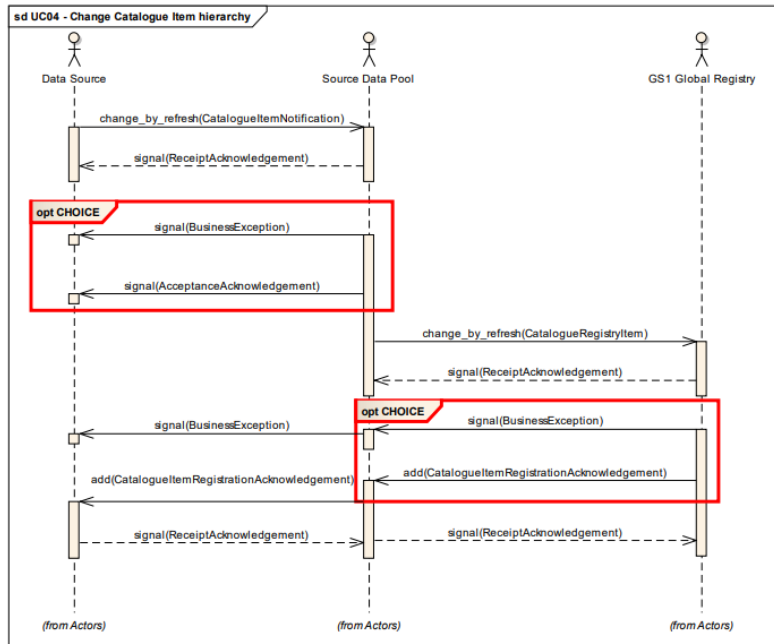 sd UC04 - Change Catalogue Item hierarchy
Data Source
Source Data Pool
GS1 Global Registry
change_by_refresh(CatalogueItemNotification)
signal(ReceiptAcknowledgement)
opt CHOICE
signal(BusinessException)
signal(AcceptanceAcknowledgement)
change_by_refresh(CatalogueRegistryItem)
signal(ReceiptAcknowledgement)
opt CHOICE
signal(BusinessException)
signal(BusinessException)
add(CatalogueItemRegistrationAcknowledgement)
add(CatalogueItemRegistrationAcknowledgement)
signal(ReceiptAcknowledgement)
signal(ReceiptAcknowledgement)
(from Actors)
(from Actors)
(from Actors)